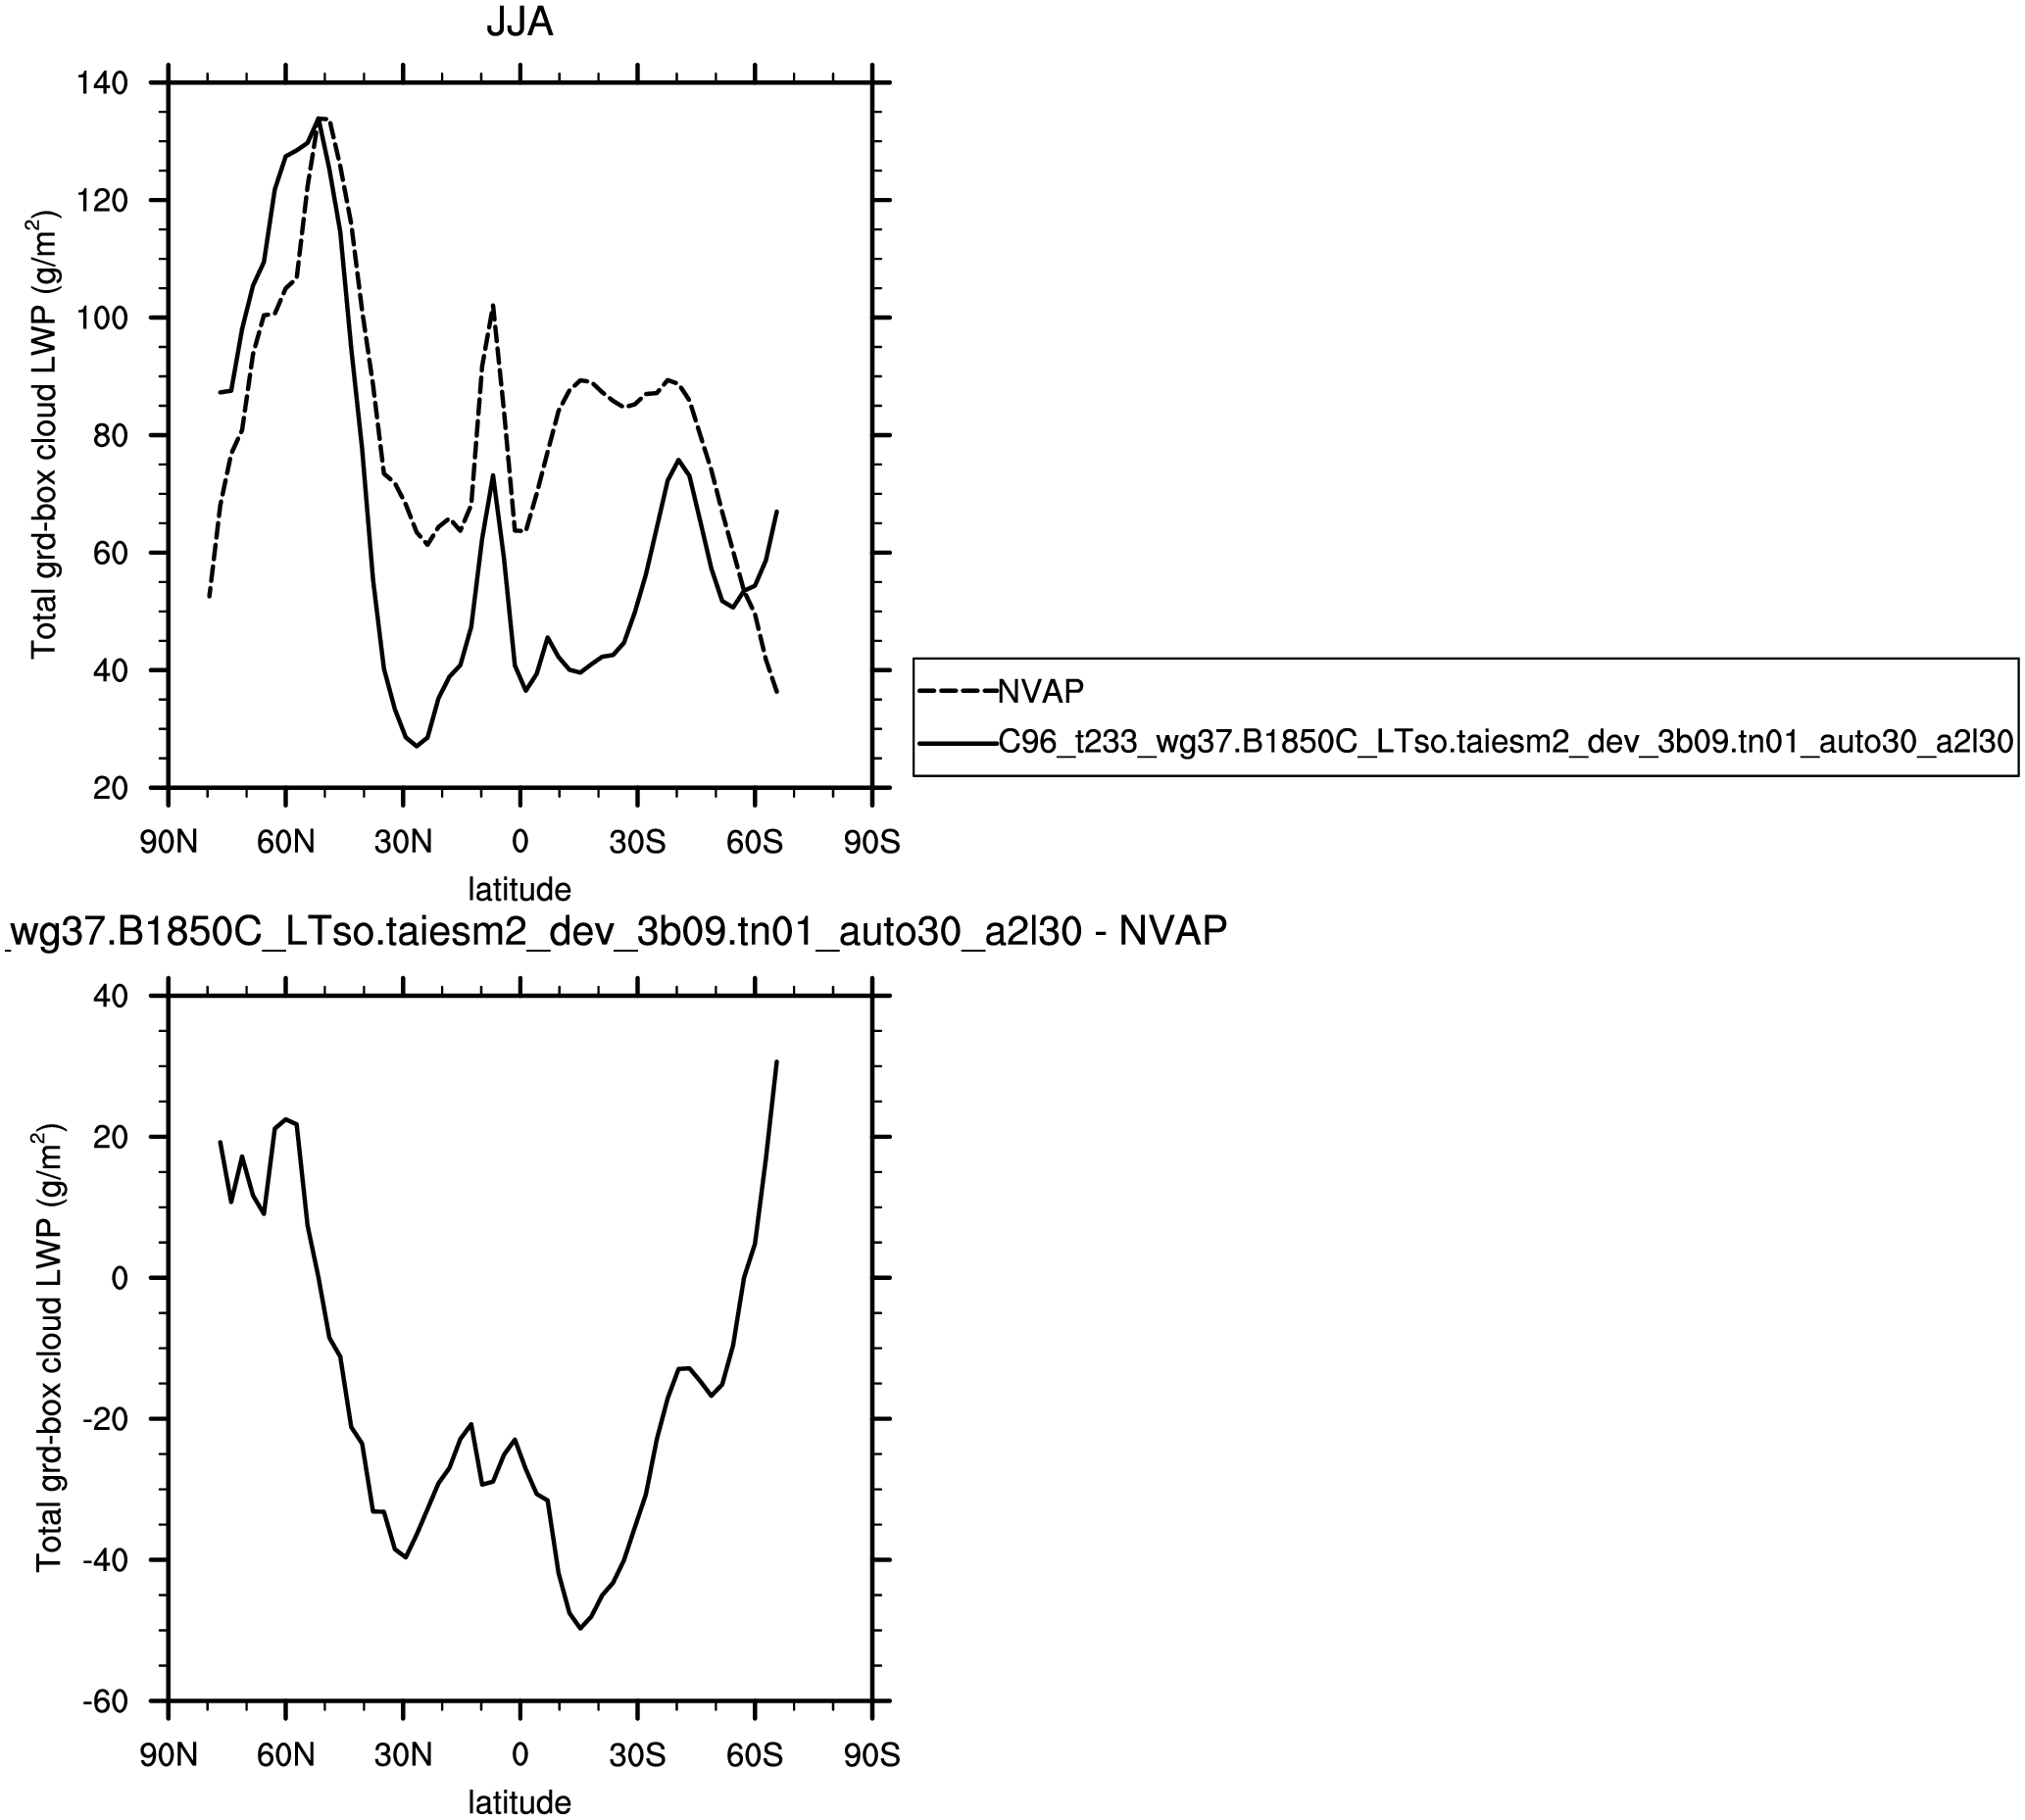 JJA
Total grd-box cloud LWP (g/m²)
140
120
100
80
60
40
20
90N 60N 30N 0 30S 60S 90S
latitude
NVAP
C96_t233_wg37.B1850C_LTso.taiesm2_dev_3b09.tn01_auto30_a2l30
_wg37.B1850C_LTso.taiesm2_dev_3b09.tn01_auto30_a2l30 - NVAP
Total grd-box cloud LWP (g/m²)
40
20
0
-20
-40
-60
90N 60N 30N 0 30S 60S 90S
latitude